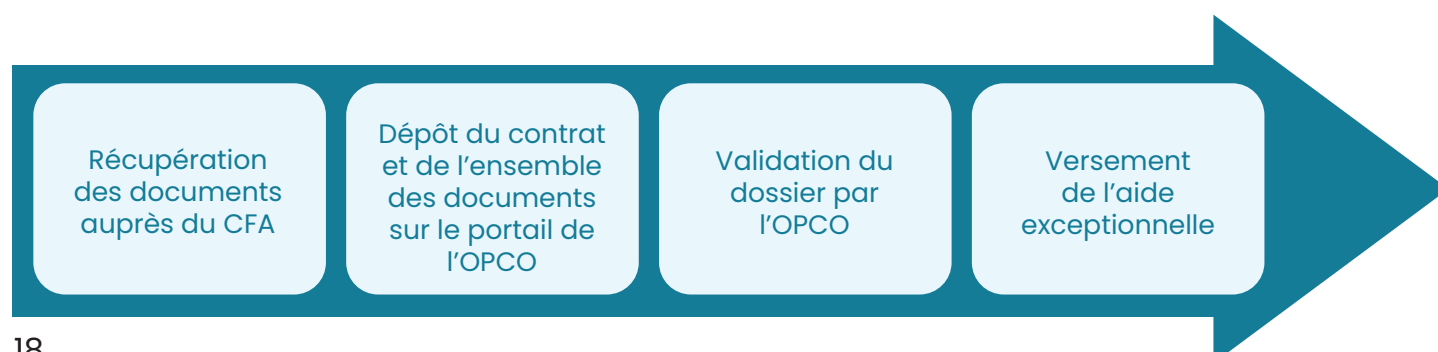 Récupération
des documents
auprès du CFA
Dépôt du contrat
et de l'ensemble
des documents
sur le portail de
l'OPCO
Validation du
dossier par
l'OPCO
Versement
de l'aide
exceptionnelle
18